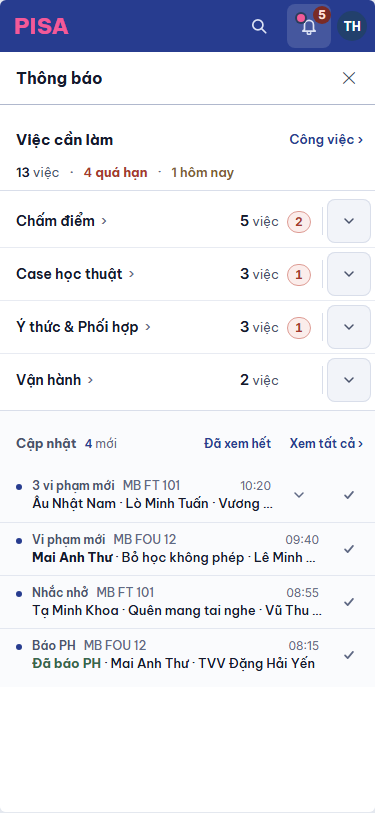 PISA
5
TH
Thông báo
Việc cần làm
Công việc ›
13 việc · 4 quá hạn · 1 hôm nay
Chấm điểm › 5 việc 2
Case học thuật › 3 việc 1
Ý thức & Phối hợp › 3 việc 1
Vận hành › 2 việc
Cập nhật 4 mới Đã xem hết Xem tất cả ›
3 vi phạm mới MB FT 101 10:20
Âu Nhật Nam · Lò Minh Tuấn · Vương ...
Vi phạm mới MB FOU 12 09:40
Mai Anh Thư · Bỏ học không phép · Lê Minh ...
Nhắc nhở MB FT 101 08:55
Tạ Minh Khoa · Quên mang tai nghe · Vũ Thu ...
Báo PH MB FOU 12 08:15
Đã báo PH · Mai Anh Thư · TVV Đặng Hải Yến